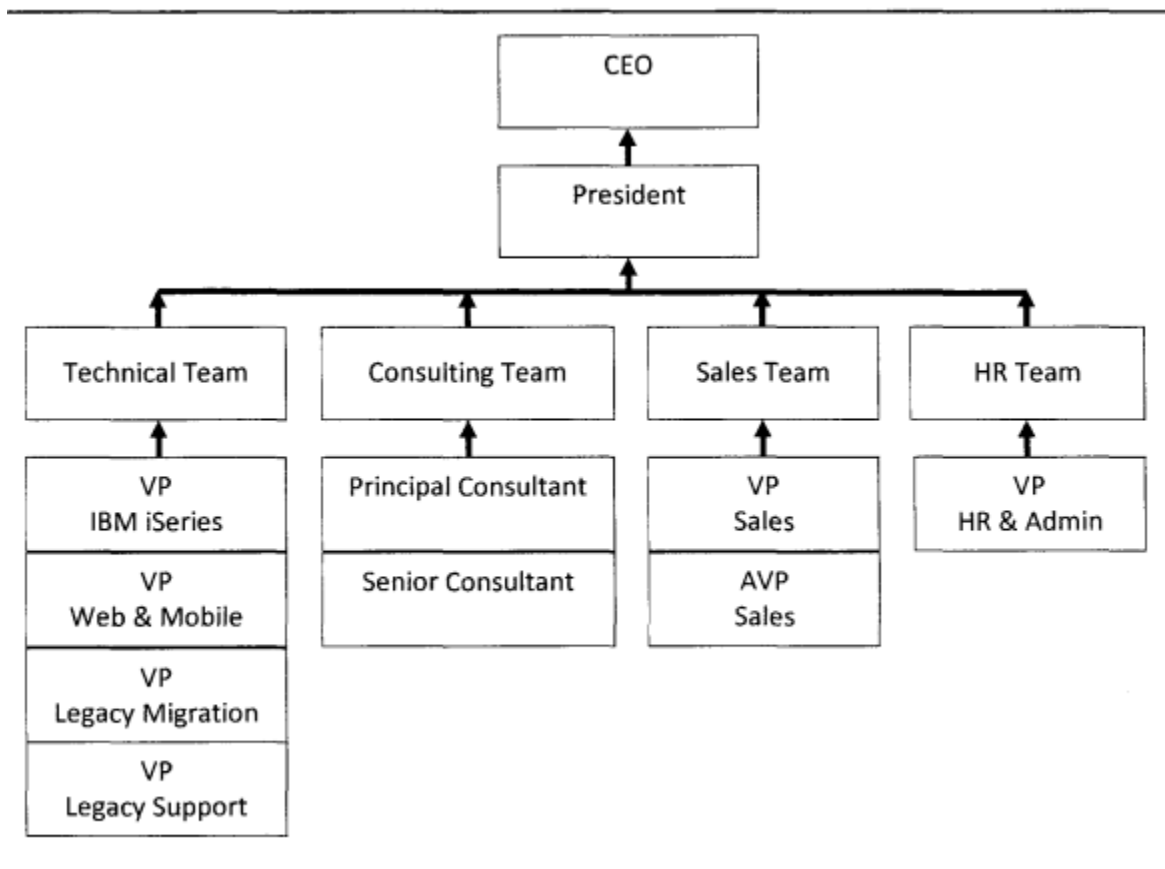 CEO
President
Technical Team
Consulting Team
Sales Team
HR Team
VP
IBM iSeries
VP
Web & Mobile
VP
Legacy Migration
VP
Legacy Support
Principal Consultant
Senior Consultant
VP
Sales
AVP
Sales
VP
HR & Admin